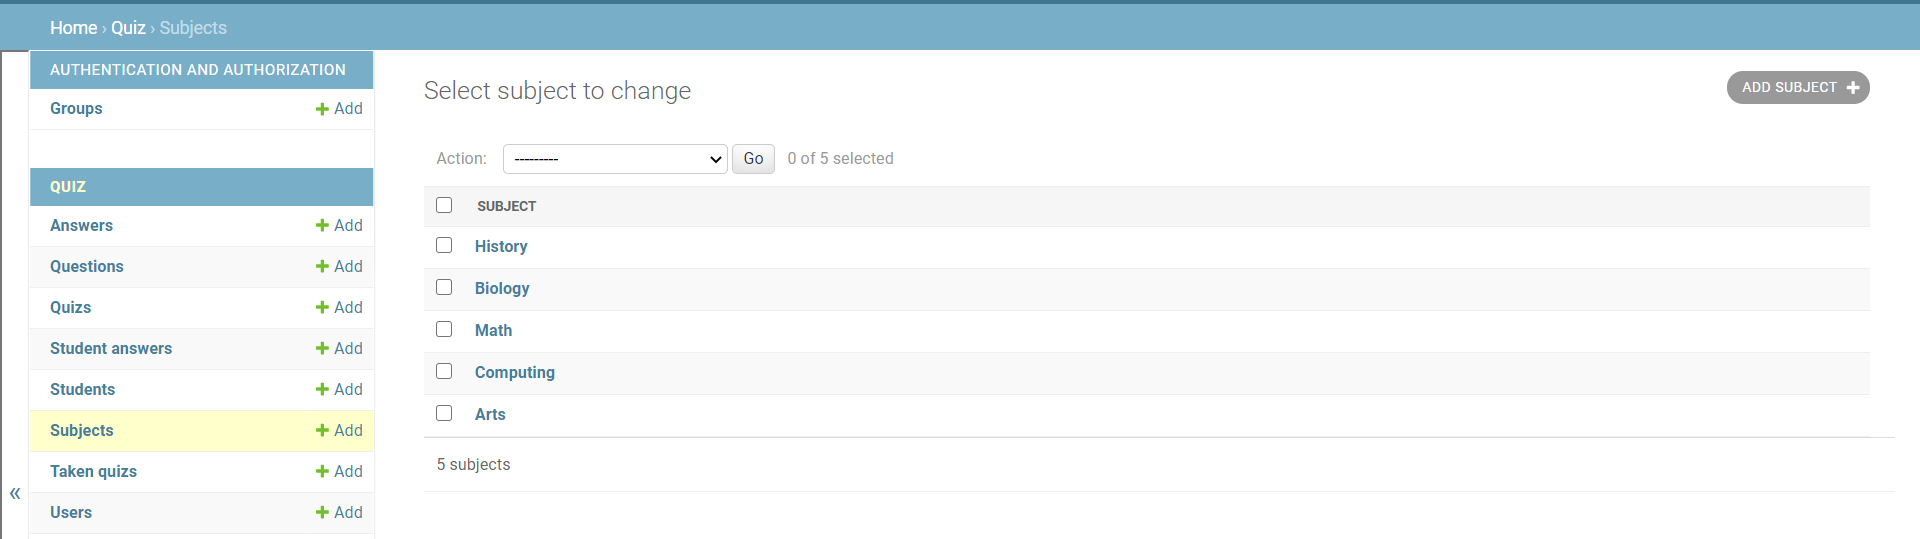 Home › Quiz › Subjects
AUTHENTICATION AND AUTHORIZATION
Groups + Add
QUIZ
Answers + Add
Questions + Add
Quizs + Add
Student answers + Add
Students + Add
Subjects + Add
Taken quizs + Add
Users + Add
«
Select subject to change
ADD SUBJECT +
Action: --------- Go 0 of 5 selected
SUBJECT
History
Biology
Math
Computing
Arts
5 subjects